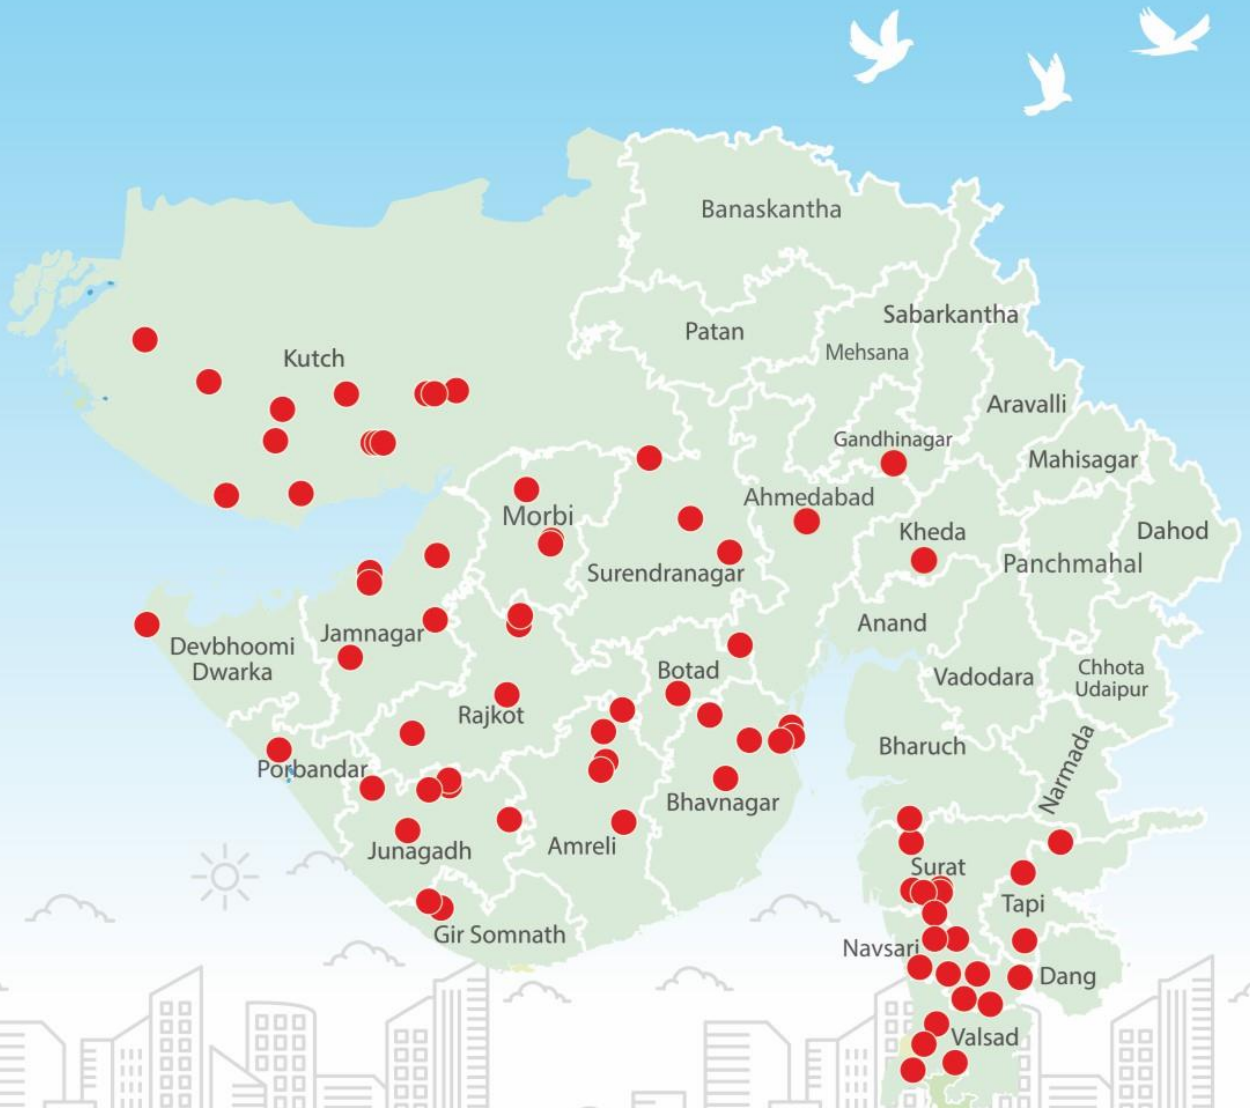 Banaskantha
Sabarkantha
Patan
Mehsana
Kutch
Aravalli
Gandhinagar
Mahisagar
Ahmedabad
Morbi
Kheda
Dahod
Panchmahal
Surendranagar
Anand
Jamnagar
Devbhoomi
Dwarka
Botad
Vadodara
Chhota
Udaipur
Rajkot
Bharuch
Narmada
Porbandar
Bhavnagar
Amreli
Junagadh
Surat
Tapi
Gir Somnath
Navsari
Dang
Valsad